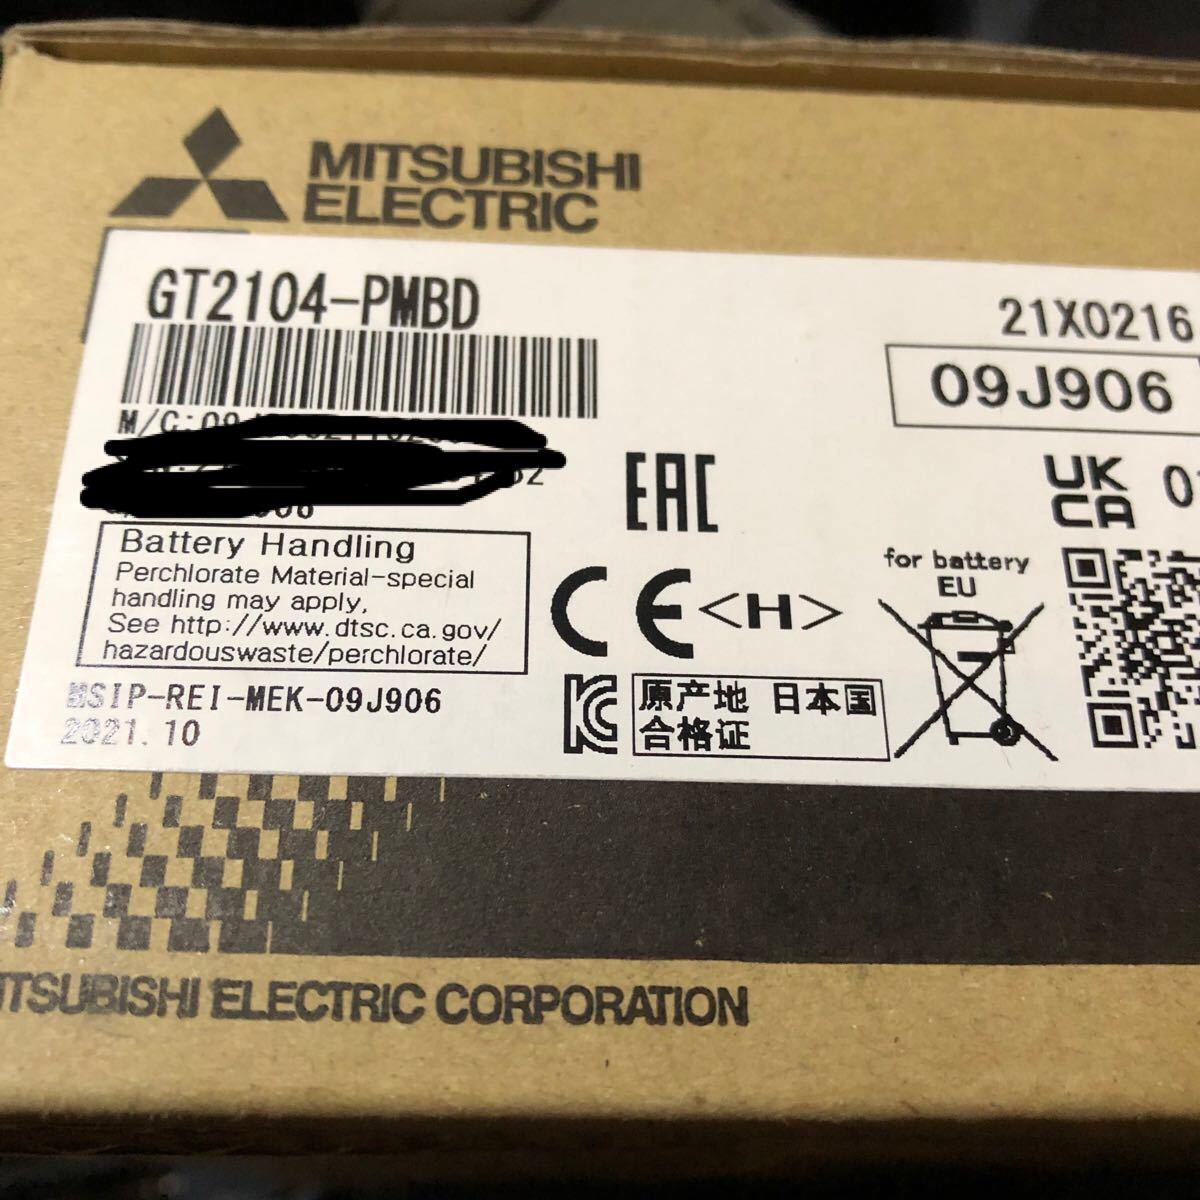 MITSUBISHI
ELECTRIC
GT2104-PMBD
21X0216
09J906
M/C:09
EAC
UK
CA
Battery Handling
Perchlorate Material-special
handling may apply,
See http://www.dtsc.ca.gov/
hazardouswaste/perchlorate/
CE <H>
for battery
EU
MSIP-REI-MEK-09J906
2021.10
原产地 日本国
合格证
MITSUBISHI ELECTRIC CORPORATION